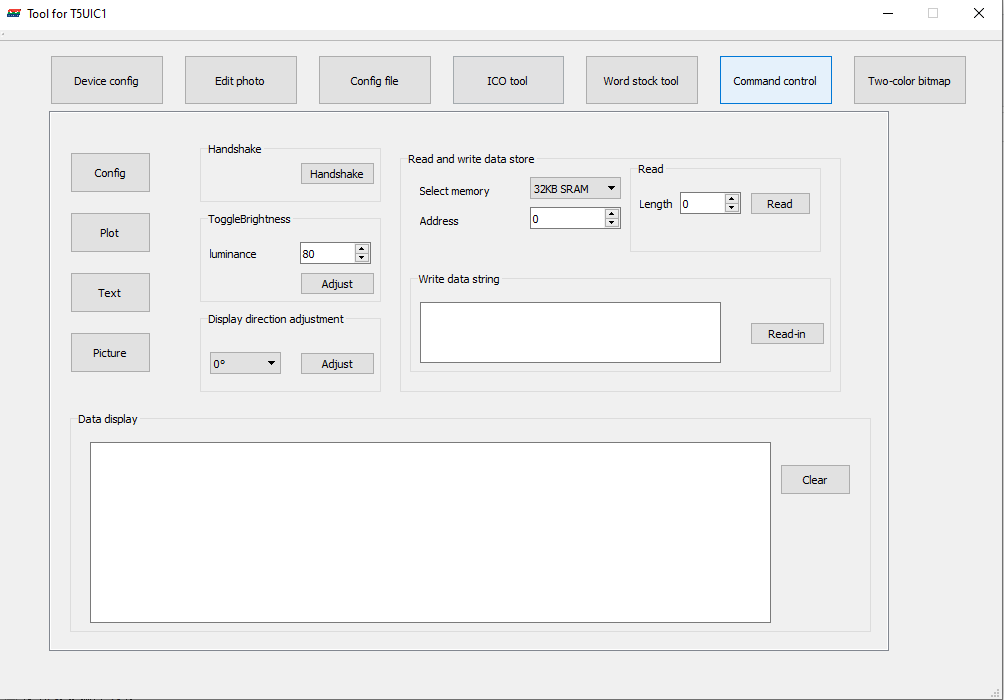 Tool for T5UIC1
Device config
Edit photo
Config file
ICO tool
Word stock tool
Command control
Two-color bitmap
Config
Plot
Text
Picture
Handshake
Handshake
ToggleBrightness
luminance 80
Adjust
Display direction adjustment
0° Adjust
Read and write data store
Select memory 32KB SRAM
Address 0
Read
Length 0 Read
Write data string
Read-in
Data display
Clear